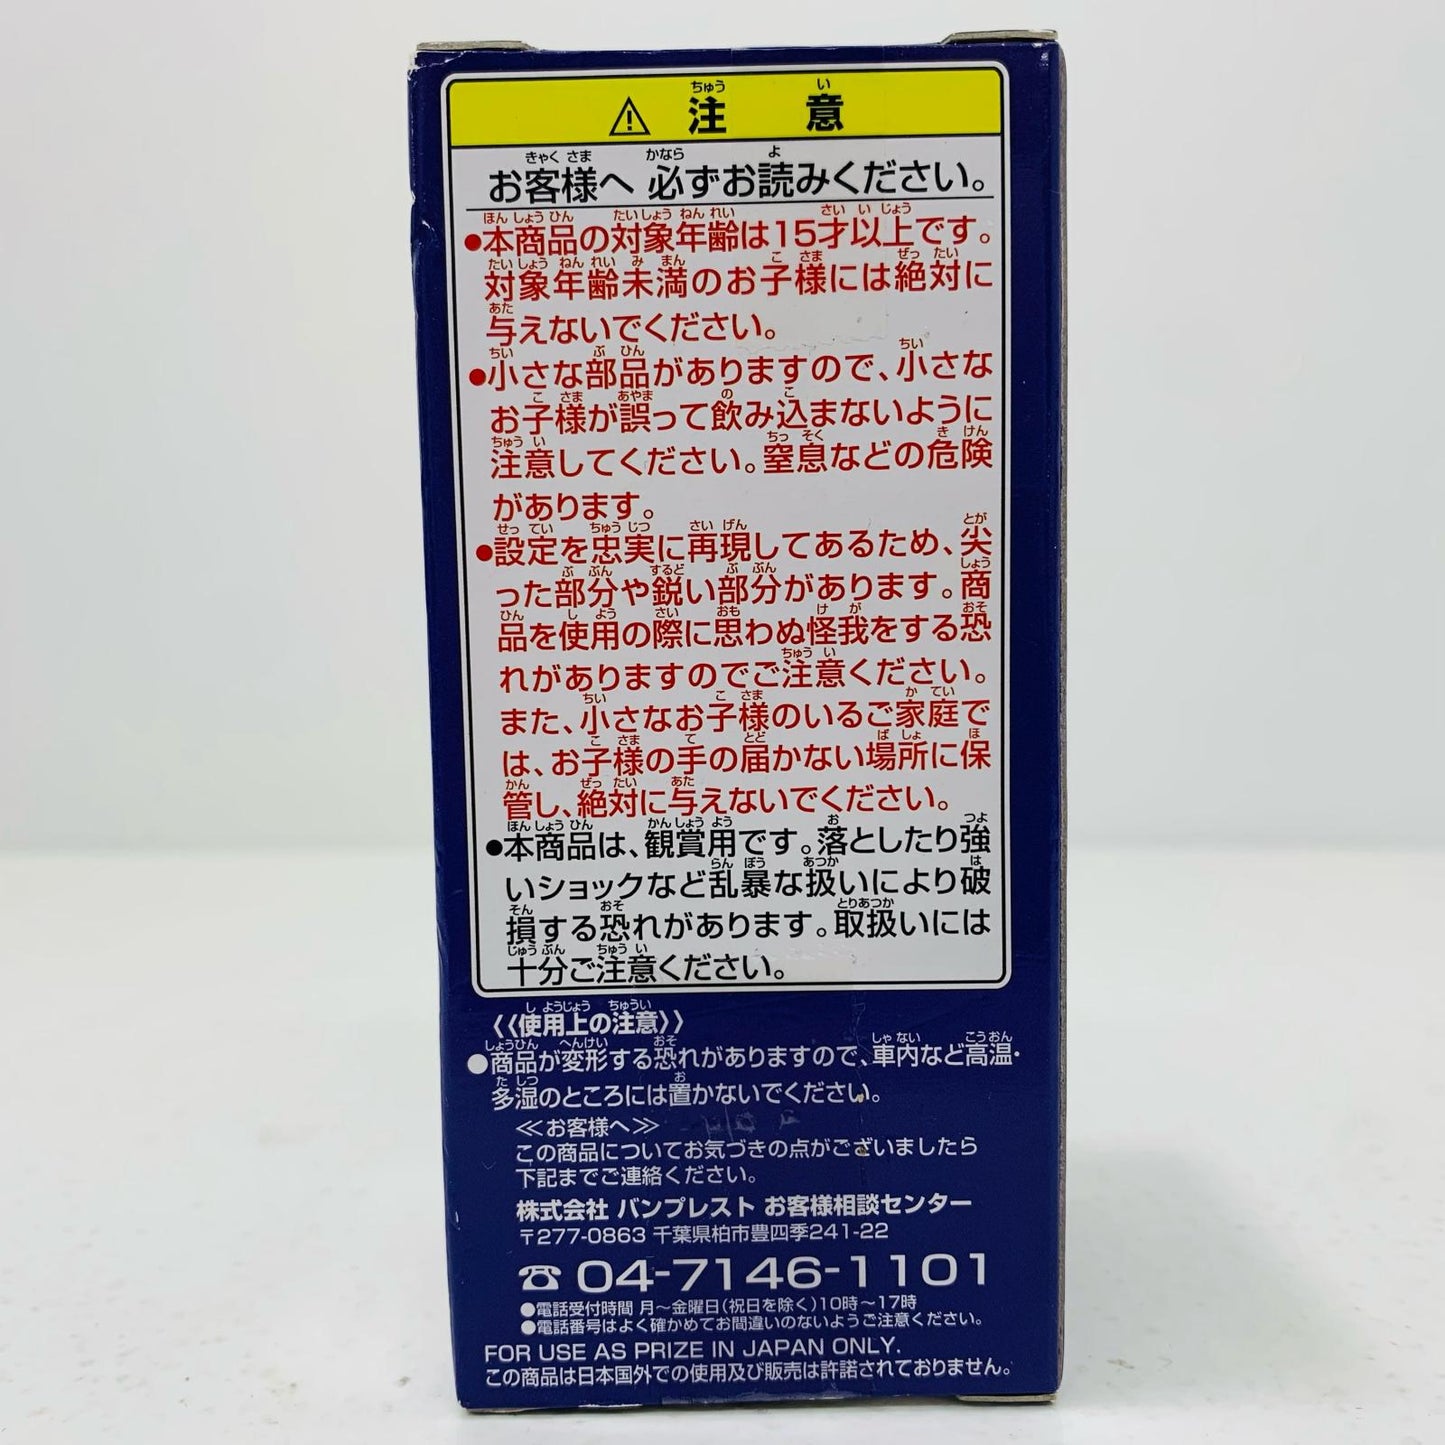 ⚠ 注意
お客様へ 必ずお読みください。
●本商品の対象年齢は15才以上です。
対象年齢未満のお子様には絶対に
与えないでください。
●小さな部品がありますので、小さな
お子様が誤って飲み込まないように
注意してください。窒息などの危険
があります。
●設定を忠実に再現してあるため、尖
った部分や鋭い部分があります。商
品を使用の際に思わぬ怪我をする恐
れがありますのでご注意ください。
また、小さなお子様のいるご家庭で
は、お子様の手の届かない場所に保
管し、絶対に与えないでください。
●本商品は、観賞用です。落としたり強
いショックなど乱暴な扱いにより破
損する恐れがあります。取扱いには
十分ご注意ください。
《使用上の注意》
●商品が変形する恐れがありますので、車内など高温・
多湿のところには置かないでください。
≪お客様へ≫
この商品についてお気づきの点がございましたら
下記までご連絡ください。
株式会社 バンプレスト お客様相談センター
〒277-0863 千葉県柏市豊四季241-22
☎ 04-7146-1101
●電話受付時間 月〜金曜日(祝日を除く)10時〜17時
●電話番号はよく確かめてお間違いのないようご注意ください。
FOR USE AS PRIZE IN JAPAN ONLY.
この商品は日本国外での使用及び販売は許諾されておりません。